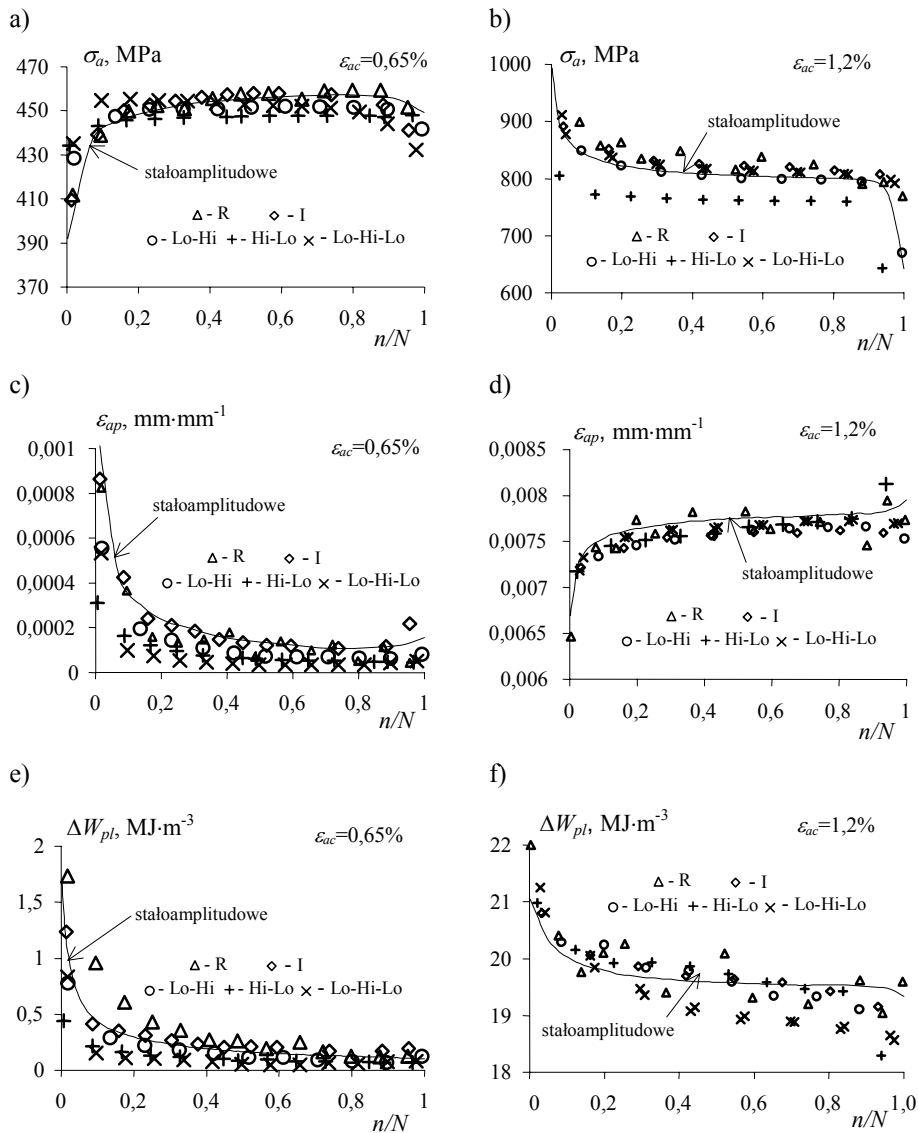 a)
σa, MPa
εac=0,65%
470
450
430
410
390
370
stałoamplitudowe
- R
- I
- Lo-Hi
- Hi-Lo
- Lo-Hi-Lo
0 0,2 0,4 0,6 0,8 1
n/N
b)
σa, MPa
εac=1,2%
1000
900
800
700
600
stałoamplitudowe
- R
- I
- Lo-Hi
- Hi-Lo
- Lo-Hi-Lo
0 0,2 0,4 0,6 0,8 1
n/N
c)
εap, mm·mm-1
εac=0,65%
0,001
0,0008
0,0006
0,0004
0,0002
0
stałoamplitudowe
- R
- I
- Lo-Hi
- Hi-Lo
- Lo-Hi-Lo
0 0,2 0,4 0,6 0,8 1
n/N
d)
εap, mm·mm-1
εac=1,2%
0,0085
0,008
0,0075
0,007
0,0065
0,006
stałoamplitudowe
- R
- I
- Lo-Hi
- Hi-Lo
- Lo-Hi-Lo
0 0,2 0,4 0,6 0,8 1
n/N
e)
ΔWpl, MJ·m-3
εac=0,65%
2
1,5
1
0,5
0
stałoamplitudowe
- R
- I
- Lo-Hi
- Hi-Lo
- Lo-Hi-Lo
0 0,2 0,4 0,6 0,8 1
n/N
f)
ΔWpl, MJ·m-3
εac=1,2%
22
21
20
19
18
- R
- I
- Lo-Hi
- Hi-Lo
- Lo-Hi-Lo
stałoamplitudowe
0 0,2 0,4 0,6 0,8 1,0
n/N